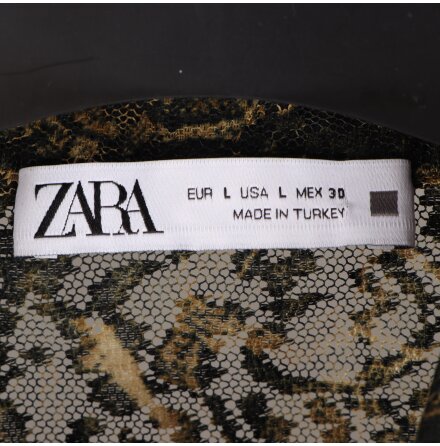 ZARA
EUR L USA L MEX 30
MADE IN TURKEY